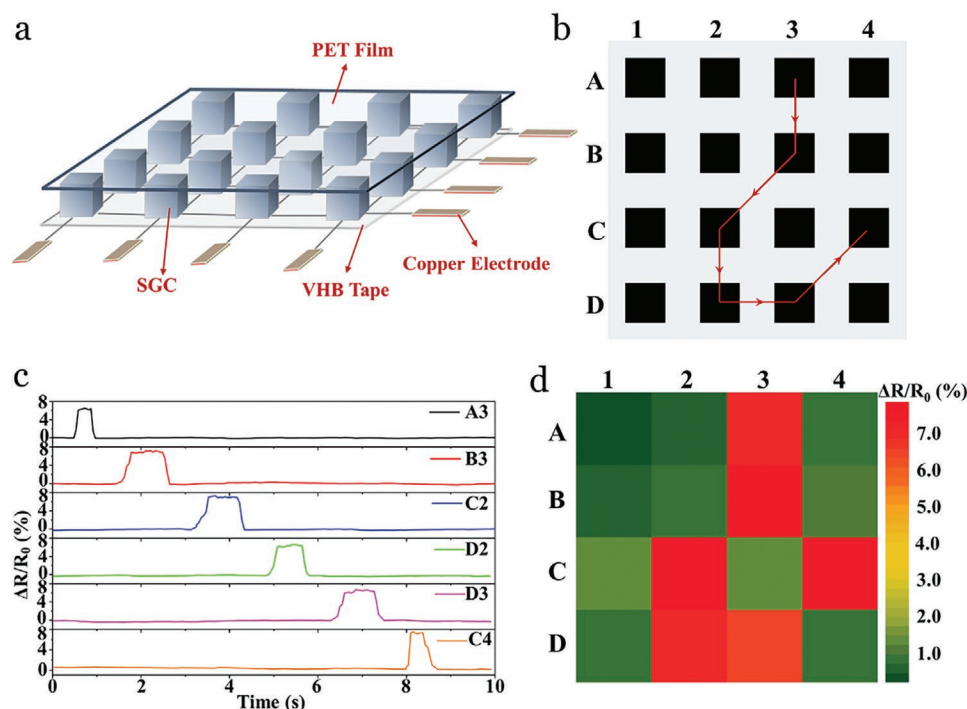 a
PET Film
SGC
VHB Tape
Copper Electrode
b
1 2 3 4
A
B
C
D
c
8
4
0
A3
8
4
0
B3
8
4
0
C2
8
4
0
D2
8
4
0
D3
8
4
0
C4
ΔR/R0 (%)
0 2 4 6 8 10
Time (s)
d
1 2 3 4
A
B
C
D
ΔR/R0 (%)
7.0
6.0
5.0
4.0
3.0
2.0
1.0